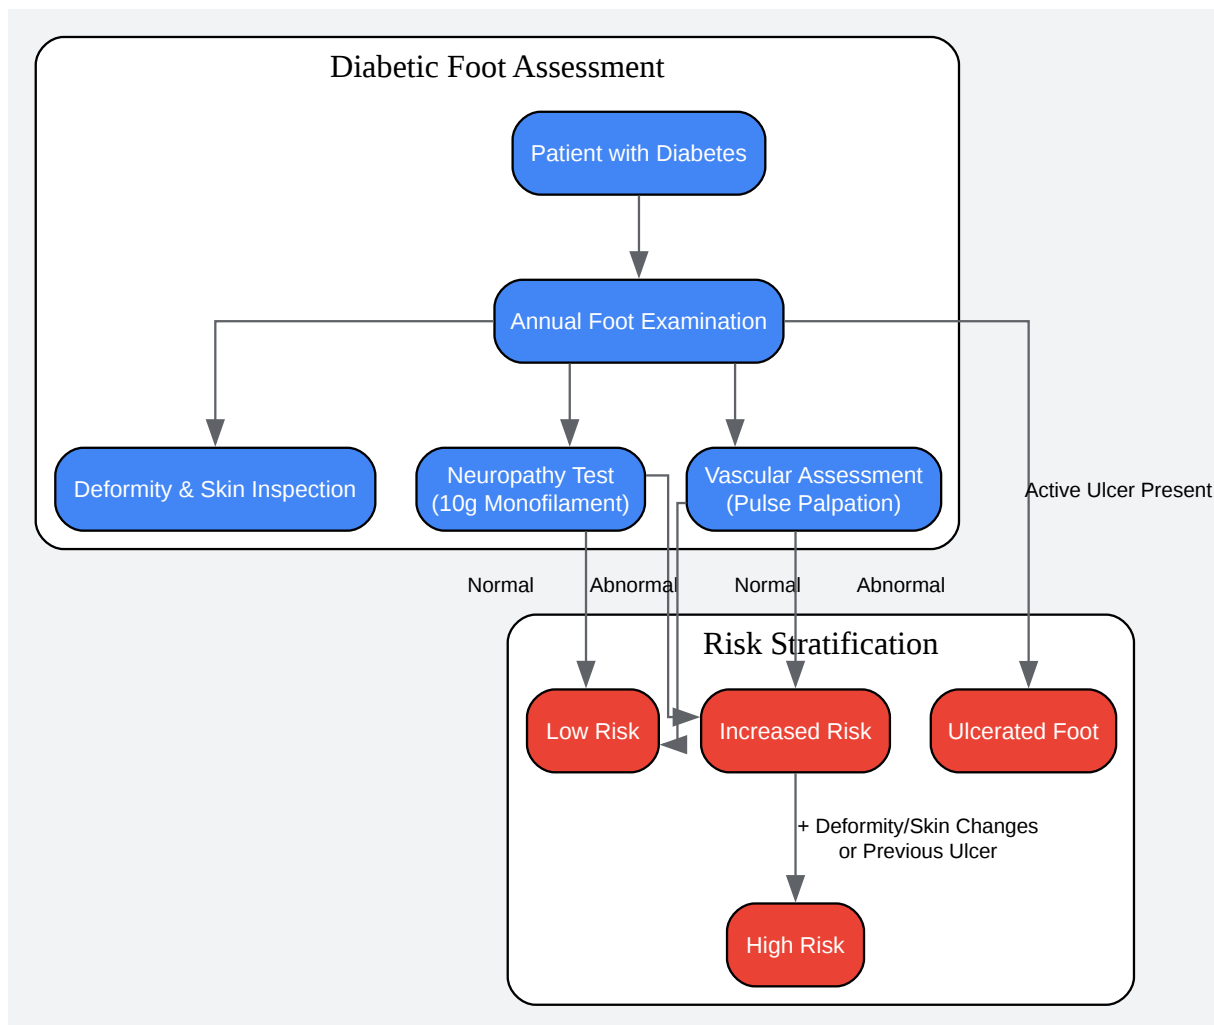 Diabetic Foot Assessment
Patient with Diabetes
Annual Foot Examination
Deformity & Skin Inspection
Neuropathy Test
(10g Monofilament)
Vascular Assessment
(Pulse Palpation)
Active Ulcer Present
Normal
Abnormal
Normal
Abnormal
Risk Stratification
Low Risk
Increased Risk
Ulcerated Foot
+ Deformity/Skin Changes
or Previous Ulcer
High Risk